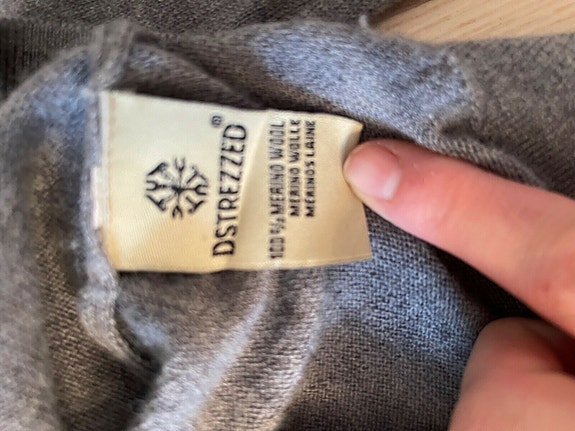 DSTREZZED®
100% MERINO WOOL
MERINO WOLLE
MERINOS LAINE